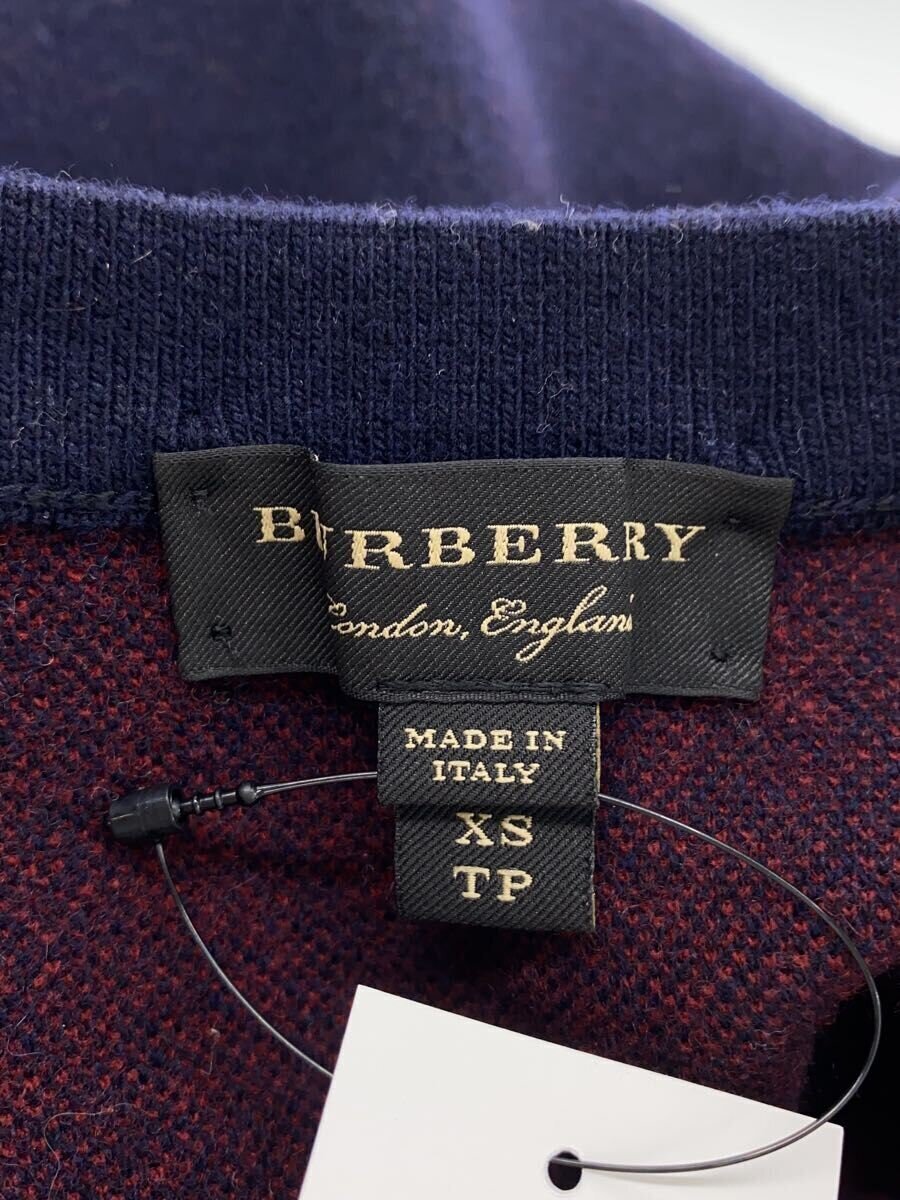 BURBERRY
London, England
MADE IN
ITALY
XS
TP